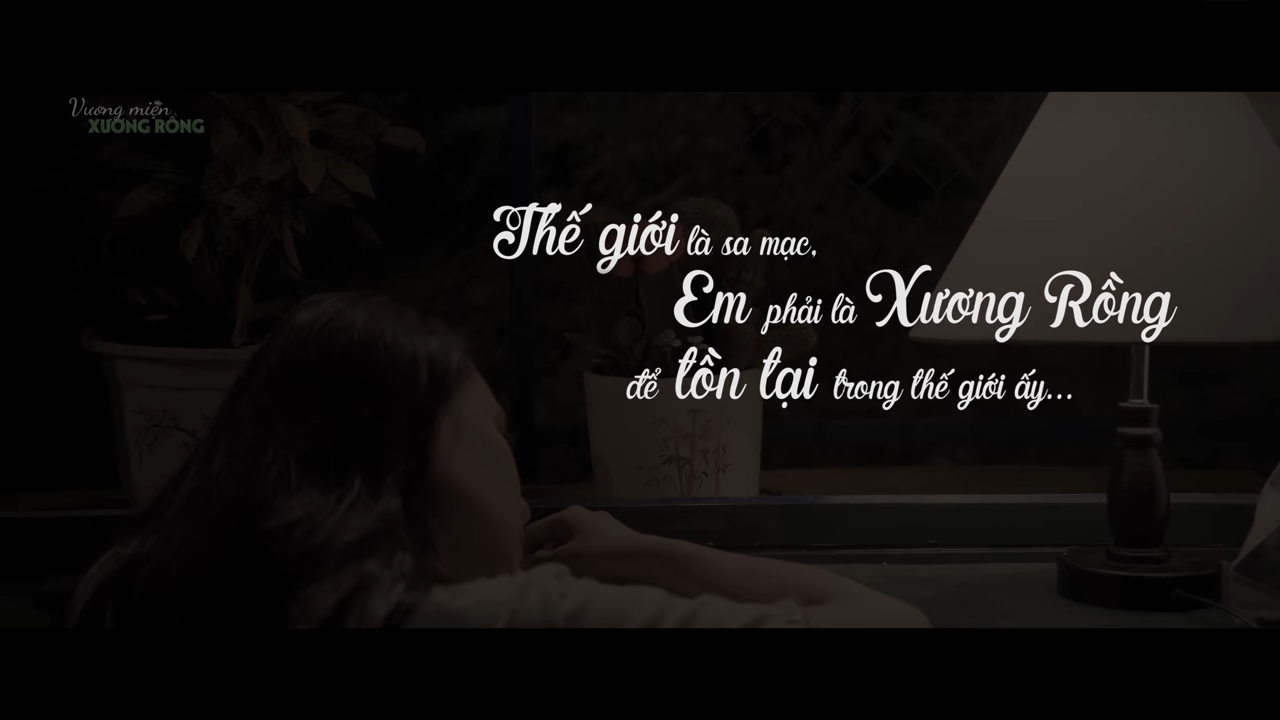 Vương miện
XƯƠNG RỒNG
Thế giới là sa mạc,
Em phải là Xương Rồng
để tồn tại trong thế giới ấy...